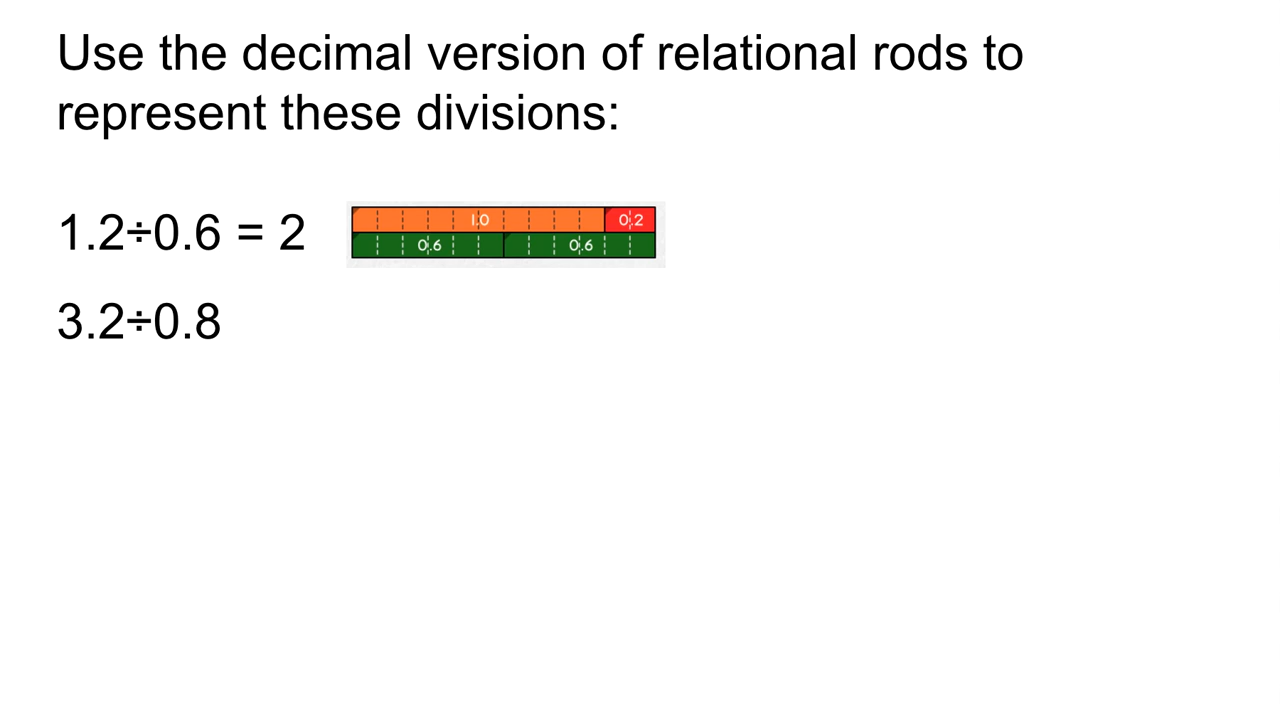 Use the decimal version of relational rods to
represent these divisions:
1.2÷0.6 = 2
1.0 0.2
0.6 0.6
3.2÷0.8